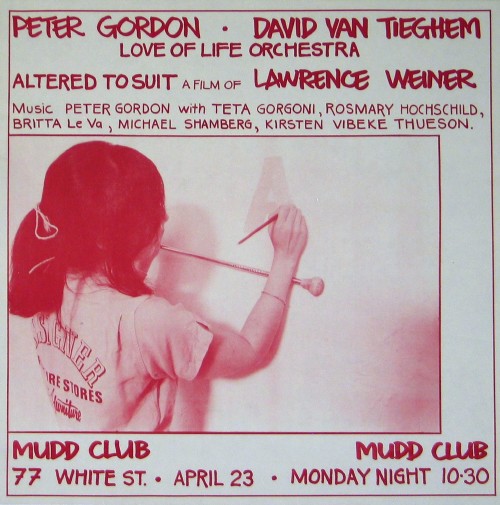 PETER GORDON • DAVID VAN TIEGHEM
LOVE OF LIFE ORCHESTRA
ALTERED TO SUIT A FILM OF LAWRENCE WEINER
Music PETER GORDON with TETA GORGONI, ROSMARY HOCHSCHILD,
BRITTA Le Va, MICHAEL SHAMBERG, KIRSTEN VIBEKE THUESON.
A
STORES
Furniture
MUDD CLUB MUDD CLUB
77 WHITE ST. • APRIL 23 • MONDAY NIGHT 10·30